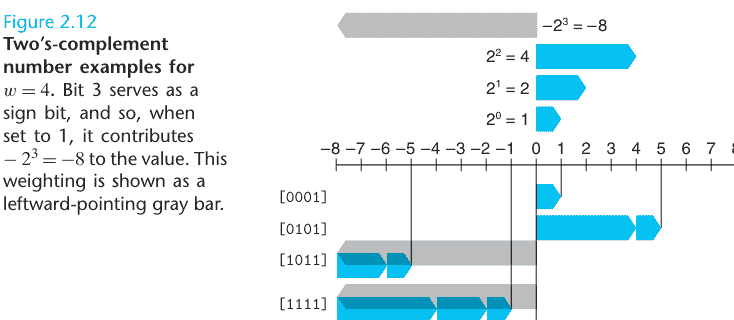 Figure 2.12
Two's-complement
number examples for
w = 4. Bit 3 serves as a
sign bit, and so, when
set to 1, it contributes
− 2³ = −8 to the value. This
weighting is shown as a
leftward-pointing gray bar.
−2³ = −8
2² = 4
2¹ = 2
2⁰ = 1
−8 −7 −6 −5 −4 −3 −2 −1 0 1 2 3 4 5 6 7 8
[0001]
[0101]
[1011]
[1111]